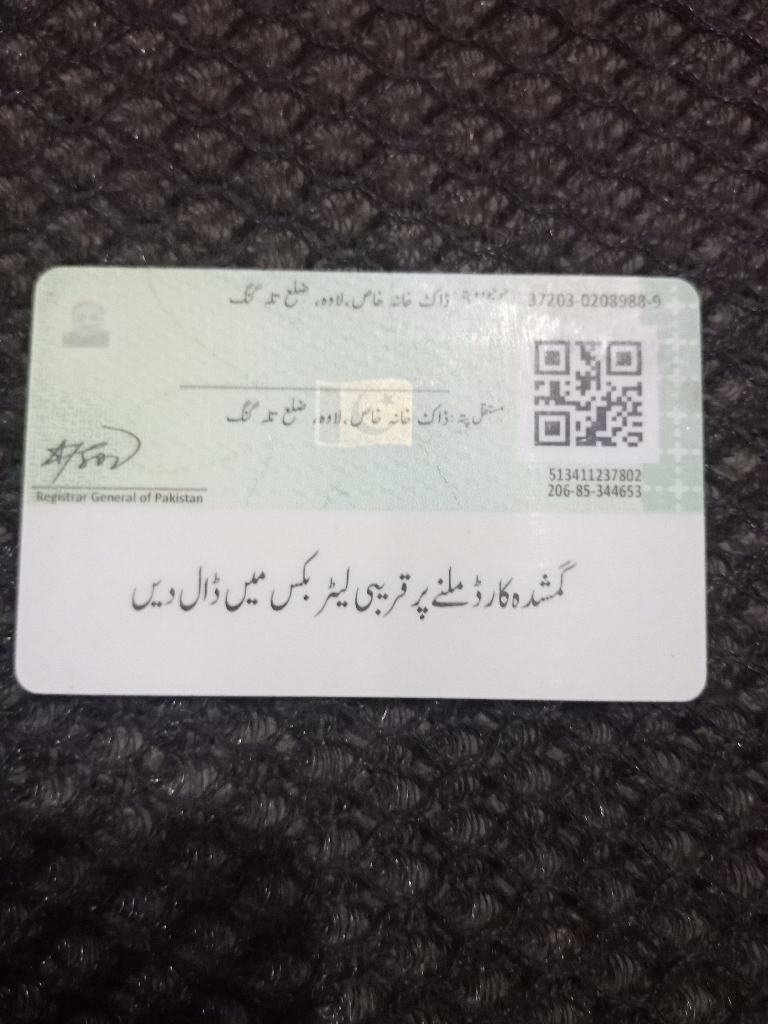 37203-0208988-9 ڈاک خانہ خاص، لاوہ، ضلع تلہ گنگ
مستقل پتہ: ڈاک خانہ خاص، لاوہ، ضلع تلہ گنگ
513411237802
206-85-344653
Registrar General of Pakistan
گمشدہ کارڈ ملنے پر قریبی لیٹر بکس میں ڈال دیں